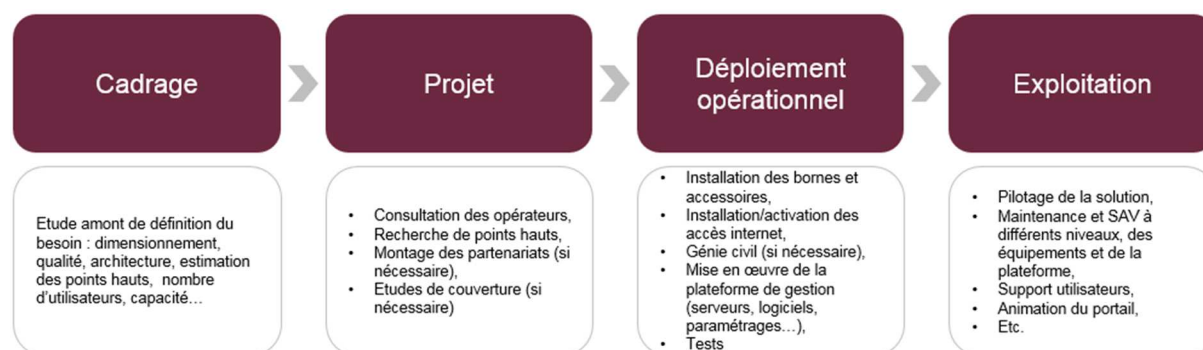 Cadrage
Projet
Déploiement
opérationnel
Exploitation
Etude amont de définition du
besoin : dimensionnement,
qualité, architecture, estimation
des points hauts, nombre
d'utilisateurs, capacité…
• Consultation des opérateurs,
• Recherche de points hauts,
• Montage des partenariats (si
nécessaire),
• Etudes de couverture (si
nécessaire)
• Installation des bornes et
accessoires,
• Installation/activation des
accès internet,
• Génie civil (si nécessaire),
• Mise en œuvre de la
plateforme de gestion
(serveurs, logiciels,
paramétrages…),
• Tests
• Pilotage de la solution,
• Maintenance et SAV à
différents niveaux, des
équipements et de la
plateforme,
• Support utilisateurs,
• Animation du portail,
• Etc.